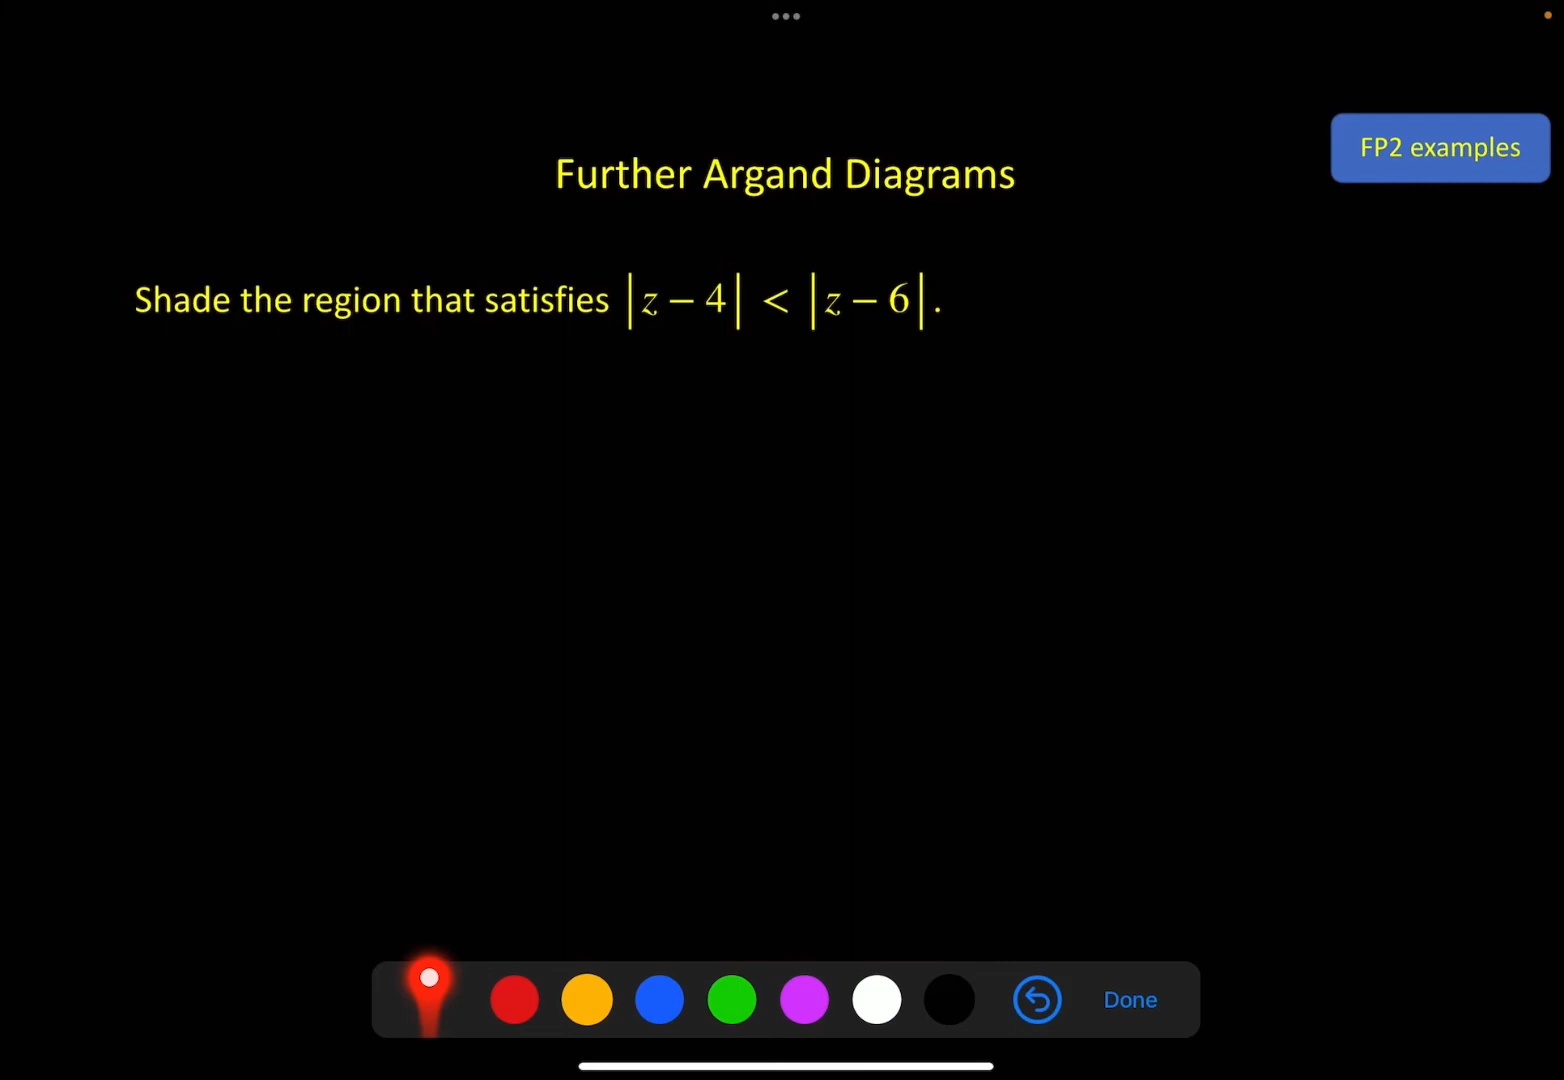 FP2 examples
Further Argand Diagrams
Shade the region that satisfies |z − 4| < |z − 6|.
Done